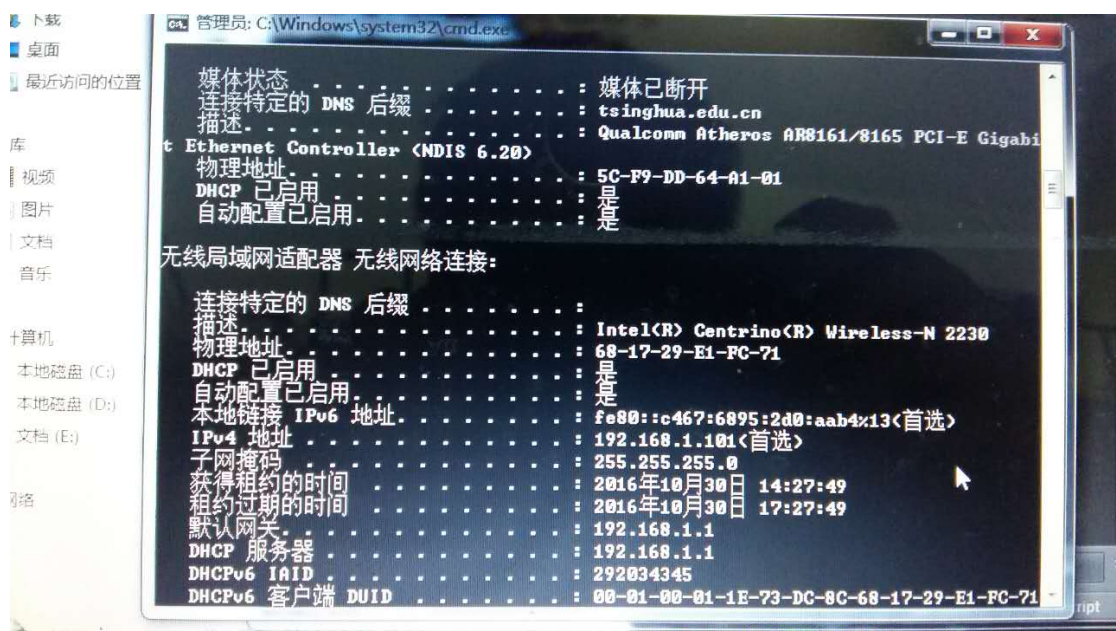 下载
桌面
最近访问的位置
库
视频
图片
文档
音乐
计算机
本地磁盘 (C:)
本地磁盘 (D:)
文档 (E:)
网络
管理员: C:\Windows\system32\cmd.exe
媒体状态 . . . . . . . . . . . . : 媒体已断开
连接特定的 DNS 后缀 . . . . . . . : tsinghua.edu.cn
描述. . . . . . . . . . . . . . . : Qualcomm Atheros AR8161/8165 PCI-E Gigabi
t Ethernet Controller (NDIS 6.20)
物理地址. . . . . . . . . . . . . : 5C-F9-DD-64-A1-01
DHCP 已启用 . . . . . . . . . . . : 是
自动配置已启用. . . . . . . . . . : 是
无线局域网适配器 无线网络连接:
连接特定的 DNS 后缀 . . . . . . . :
描述. . . . . . . . . . . . . . . : Intel(R) Centrino(R) Wireless-N 2230
物理地址. . . . . . . . . . . . . : 68-17-29-E1-FC-71
DHCP 已启用 . . . . . . . . . . . : 是
自动配置已启用. . . . . . . . . . : 是
本地链接 IPv6 地址. . . . . . . . : fe80::c467:6895:2d0:aab4%13(首选)
IPv4 地址 . . . . . . . . . . . . : 192.168.1.101(首选)
子网掩码 . . . . . . . . . . . . : 255.255.255.0
获得租约的时间 . . . . . . . . . : 2016年10月30日 14:27:49
租约过期的时间 . . . . . . . . . : 2016年10月30日 17:27:49
默认网关. . . . . . . . . . . . . : 192.168.1.1
DHCP 服务器 . . . . . . . . . . . : 192.168.1.1
DHCPv6 IAID . . . . . . . . . . . : 292034345
DHCPv6 客户端 DUID . . . . . . . : 00-01-00-01-1E-73-DC-8C-68-17-29-E1-FC-71
ript